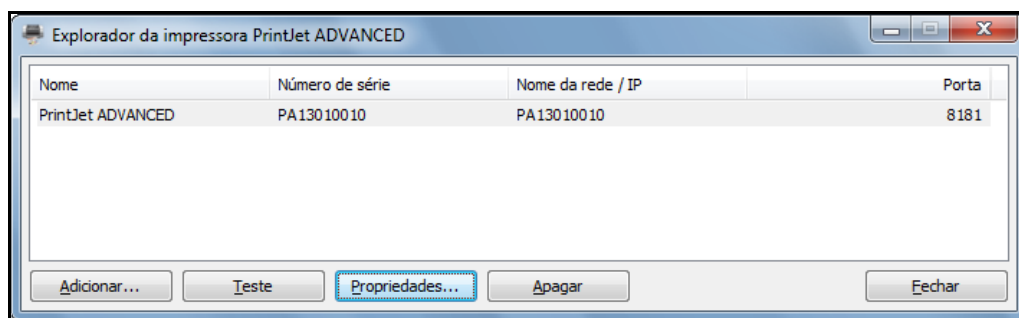 Explorador da impressora PrintJet ADVANCED
Nome Número de série Nome da rede / IP Porta
PrintJet ADVANCED PA13010010 PA13010010 8181
Adicionar... Teste Propriedades... Apagar Fechar